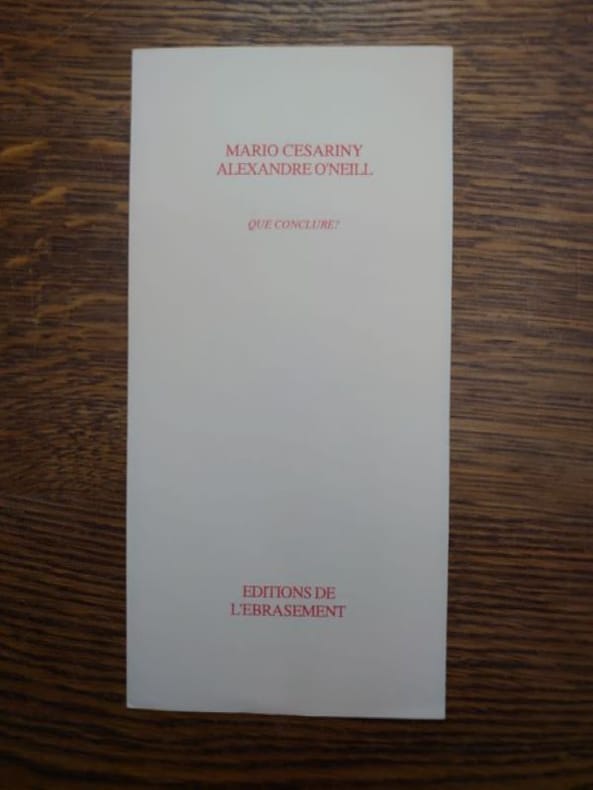 MARIO CESARINY
ALEXANDRE O'NEILL
QUE CONCLURE?
EDITIONS DE
L'EBRASEMENT